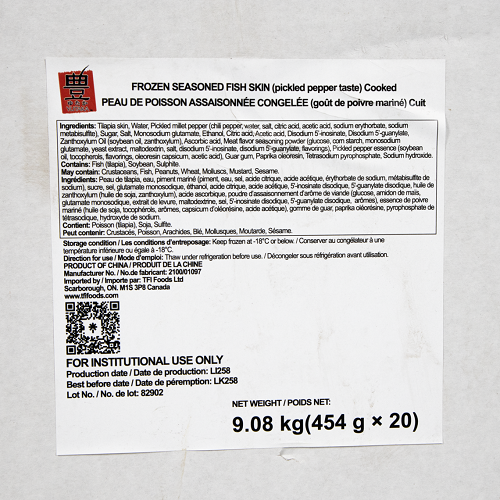 FROZEN SEASONED FISH SKIN (pickled pepper taste) Cooked
PEAU DE POISSON ASSAISONNÉE CONGELÉE (goût de poivre mariné) Cuit
Ingredients: Tilapia skin, Water, Pickled millet pepper (chili pepper, water, salt, citric acid, acetic acid, sodium erythorbate, sodium
metabisulfite), Sugar, Salt, Monosodium glutamate, Ethanol, Citric acid, Acetic acid, Disodium 5'-inosinate, Disodium 5'-guanylate,
Zanthoxylum Oil (soybean oil, zanthoxylum), Ascorbic acid, Meat flavor seasoning powder (glucose, corn starch, monosodium
glutamate, yeast extract, maltodextrin, salt, disodium 5'-inosinate, disodium 5'-guanylate, flavorings), Pickled pepper essence (soybean
oil, tocopherols, flavorings, oleoresin capsicum, acetic acid), Guar gum, Paprika oleoresin, Tetrasodium pyrophosphate, Sodium hydroxide.
Contains: Fish (tilapia), Soybean, Sulphite.
May contain: Crustaceans, Fish, Peanuts, Wheat, Molluscs, Mustard, Sesame.
Ingrédients: Peau de tilapia, eau, piment mariné (piment, eau, sel, acide citrique, acide acétique, érythorbate de sodium, métabisulfite de
sodium), sucre, sel, glutamate monosodique, éthanol, acide citrique, acide acétique, 5'-inosinate disodique, 5'-guanylate disodique, huile de
zanthoxylum (huile de soja, zanthoxylum), acide ascorbique, poudre d'assaisonnement d'arôme de viande (glucose, amidon de maïs,
glutamate monosodique, extrait de levure, maltodextrine, sel, 5'-inosinate disodique, 5'-guanylate disodique, arômes), essence de poivre
mariné (huile de soja, tocophérols, arômes, capsicum d'oléorésine, acide acétique), gomme de guar, paprika oléorésine, pyrophosphate de
tétrasodique, hydroxyde de sodium.
Contient: Poisson (tilapia), Soja, Sulfite.
Peut contenir: Crustacés, Poisson, Arachides, Blé, Mollusques, Moutarde, Sésame.
Storage condition / Les conditions d'entreposage: Keep frozen at -18°C or below. / Conserver au congélateur à une
température inférieure ou égale à -18°C.
Direction for use / Mode d'emploi: Thaw under refrigeration before use. / Décongeler sous réfrigération avant utilisation.
PRODUCT OF CHINA / PRODUIT DE LA CHINE
Manufacturer No. / No.de fabricant: 2100/01097
Imported by / Importé par: TFI Foods Ltd
Scarborough, ON. M1S 3P8 Canada
www.tfifoods.com
FOR INSTITUTIONAL USE ONLY
Production date / Date de production: LI258
Best before date / Date de péremption: LK258
Lot No. / No. de lot: 82902
NET WEIGHT / POIDS NET:
9.08 kg(454 g × 20)